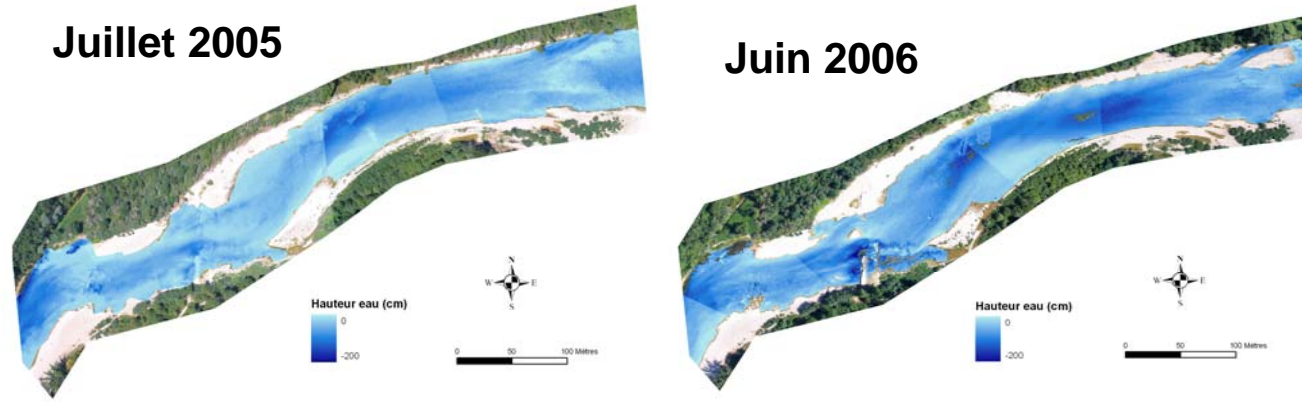 Juillet 2005
Juin 2006
N
W E
S
Hauteur eau (cm)
0
-200
0 50 100 Mètres
N
W E
S
Hauteur eau (cm)
0
-200
0 50 100 Mètres